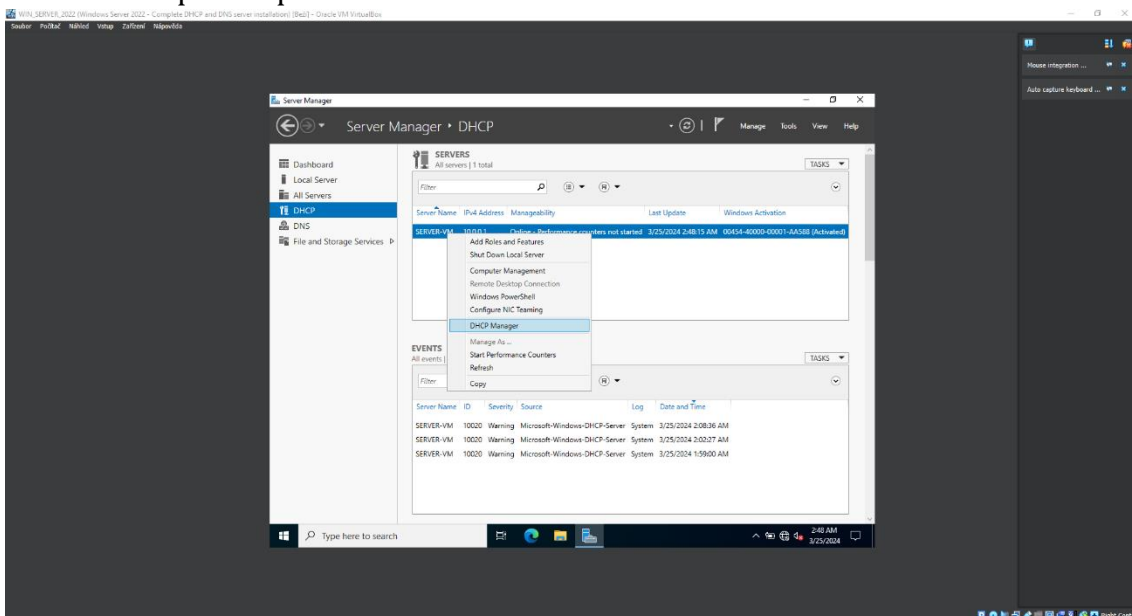 WIN_SERVER_2022 (Windows Server 2022 - Complete DHCP and DNS server installation) [Běží] - Oracle VM VirtualBox
Soubor Počítač Náhled Vstup Zařízení Nápověda
Mouse integration ...
Auto capture keyboard ...
Server Manager
Server Manager • DHCP
Manage Tools View Help
Dashboard
Local Server
All Servers
DHCP
DNS
File and Storage Services
SERVERS
All servers | 1 total
TASKS
Filter
Server Name IPv4 Address Manageability Last Update Windows Activation
SERVER-VM 10.0.0.1 Online - Performance counters not started 3/25/2024 2:48:15 AM 00454-40000-00001-AA588 (Activated)
Add Roles and Features
Shut Down Local Server
Computer Management
Remote Desktop Connection
Windows PowerShell
Configure NIC Teaming
DHCP Manager
Manage As ...
Start Performance Counters
Refresh
Copy
EVENTS
All events |
TASKS
Filter
Server Name ID Severity Source Log Date and Time
SERVER-VM 10020 Warning Microsoft-Windows-DHCP-Server System 3/25/2024 2:08:36 AM
SERVER-VM 10020 Warning Microsoft-Windows-DHCP-Server System 3/25/2024 2:02:27 AM
SERVER-VM 10020 Warning Microsoft-Windows-DHCP-Server System 3/25/2024 1:59:00 AM
Type here to search
2:48 AM
3/25/2024
Right Cont